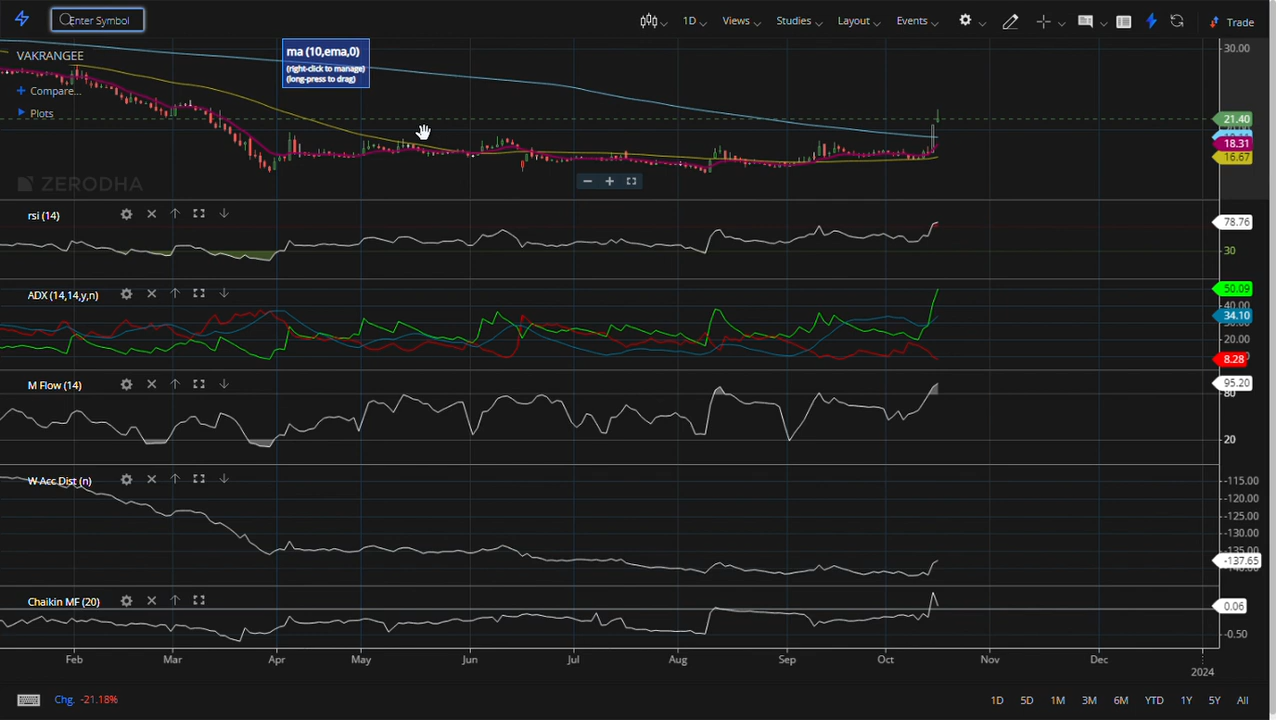 Enter Symbol
1D
Views
Studies
Layout
Events
Trade
VAKRANGEE
Compare...
Plots
ma (10,ema,0)
(right-click to manage)
(long-press to drag)
30.00
21.40
18.31
16.67
ZERODHA
rsi (14)
78.76
30
ADX (14,14,y,n)
50.09
40.00
34.10
20.00
8.28
M Flow (14)
95.20
80
20
W Acc Dist (n)
-115.00
-120.00
-125.00
-130.00
-135.00
-137.65
Chaikin MF (20)
0.06
-0.50
Feb
Mar
Apr
May
Jun
Jul
Aug
Sep
Oct
Nov
Dec
2024
Chg. -21.18%
1D
5D
1M
3M
6M
YTD
1Y
5Y
All